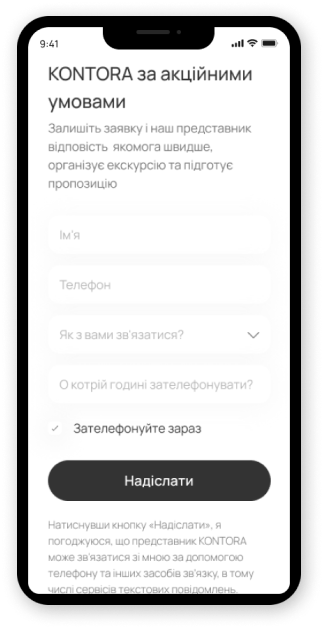 9:41
KONTORA за акційними
умовами
Залишіть заявку і наш представник
відповість якомога швидше,
організує екскурсію та підготує
пропозицію
Ім'я
Телефон
Як з вами зв'язатися?
О котрій годині зателефонувати?
Зателефонуйте зараз
Надіслати
Натиснувши кнопку «Надіслати», я
погоджуюся, що представник KONTORA
може зв'язатися зі мною за допомогою
телефону та інших засобів зв'язку, в тому
числі сервісів текстових повідомлень.